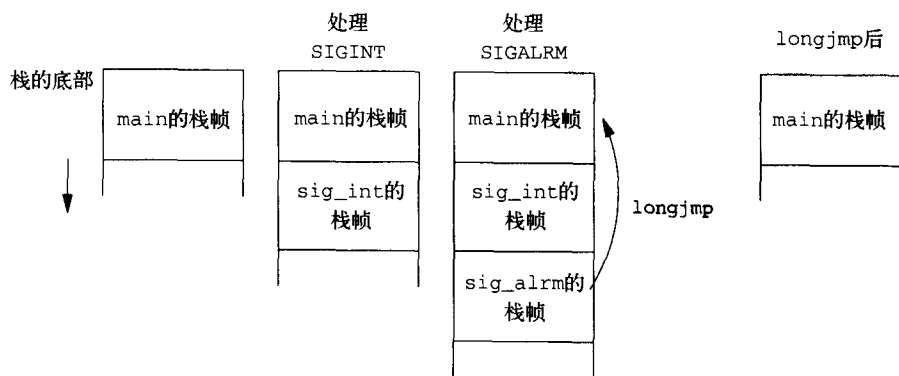 处理
SIGINT
处理
SIGALRM
longjmp后
栈的底部
main的栈帧
main的栈帧
main的栈帧
main的栈帧
sig_int的
栈帧
sig_int的
栈帧
longjmp
sig_alrm的
栈帧